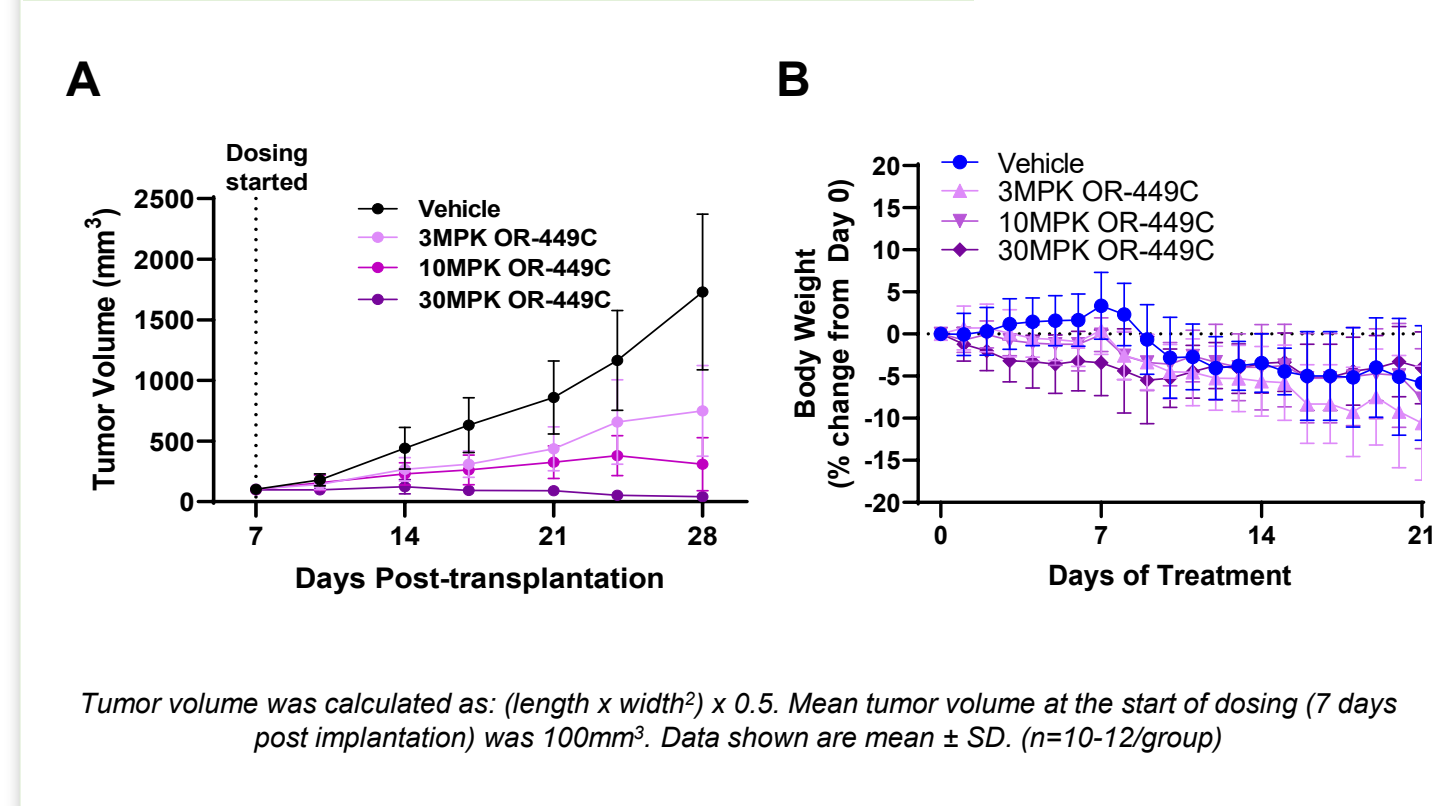 A
Dosing
started
Tumor Volume (mm³)
2500
2000
1500
1000
500
0
Vehicle
3MPK OR-449C
10MPK OR-449C
30MPK OR-449C
7
14
21
28
Days Post-transplantation
B
Body Weight
(% change from Day 0)
20
15
10
5
0
-5
-10
-15
-20
Vehicle
3MPK OR-449C
10MPK OR-449C
30MPK OR-449C
0
7
14
21
Days of Treatment
Tumor volume was calculated as: (length x width²) x 0.5. Mean tumor volume at the start of dosing (7 days
post implantation) was 100mm³. Data shown are mean ± SD. (n=10-12/group)